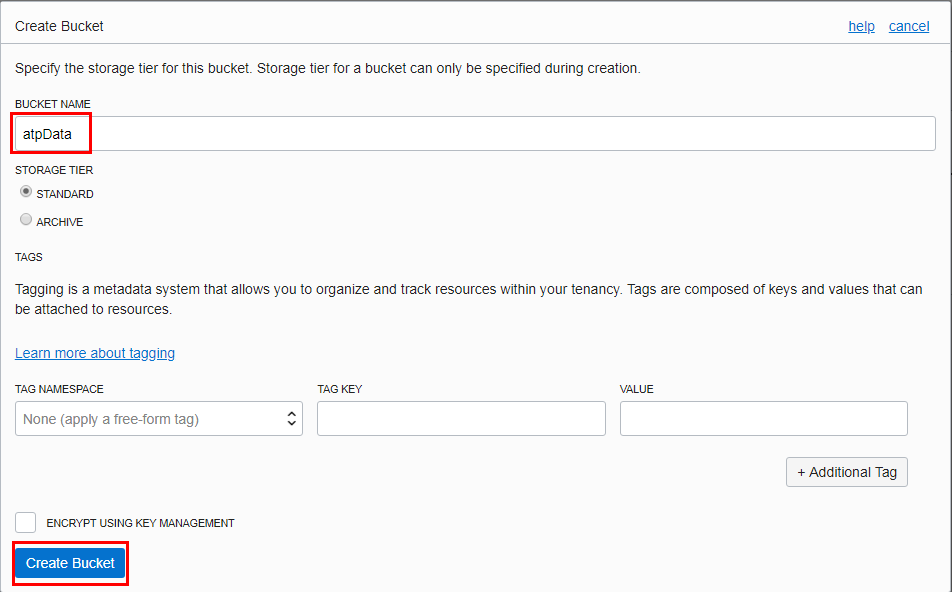 Create Bucket help cancel
Specify the storage tier for this bucket. Storage tier for a bucket can only be specified during creation.
BUCKET NAME
atpData
STORAGE TIER
STANDARD
ARCHIVE
TAGS
Tagging is a metadata system that allows you to organize and track resources within your tenancy. Tags are composed of keys and values that can
be attached to resources.
Learn more about tagging
TAG NAMESPACE TAG KEY VALUE
None (apply a free-form tag)
+ Additional Tag
ENCRYPT USING KEY MANAGEMENT
Create Bucket